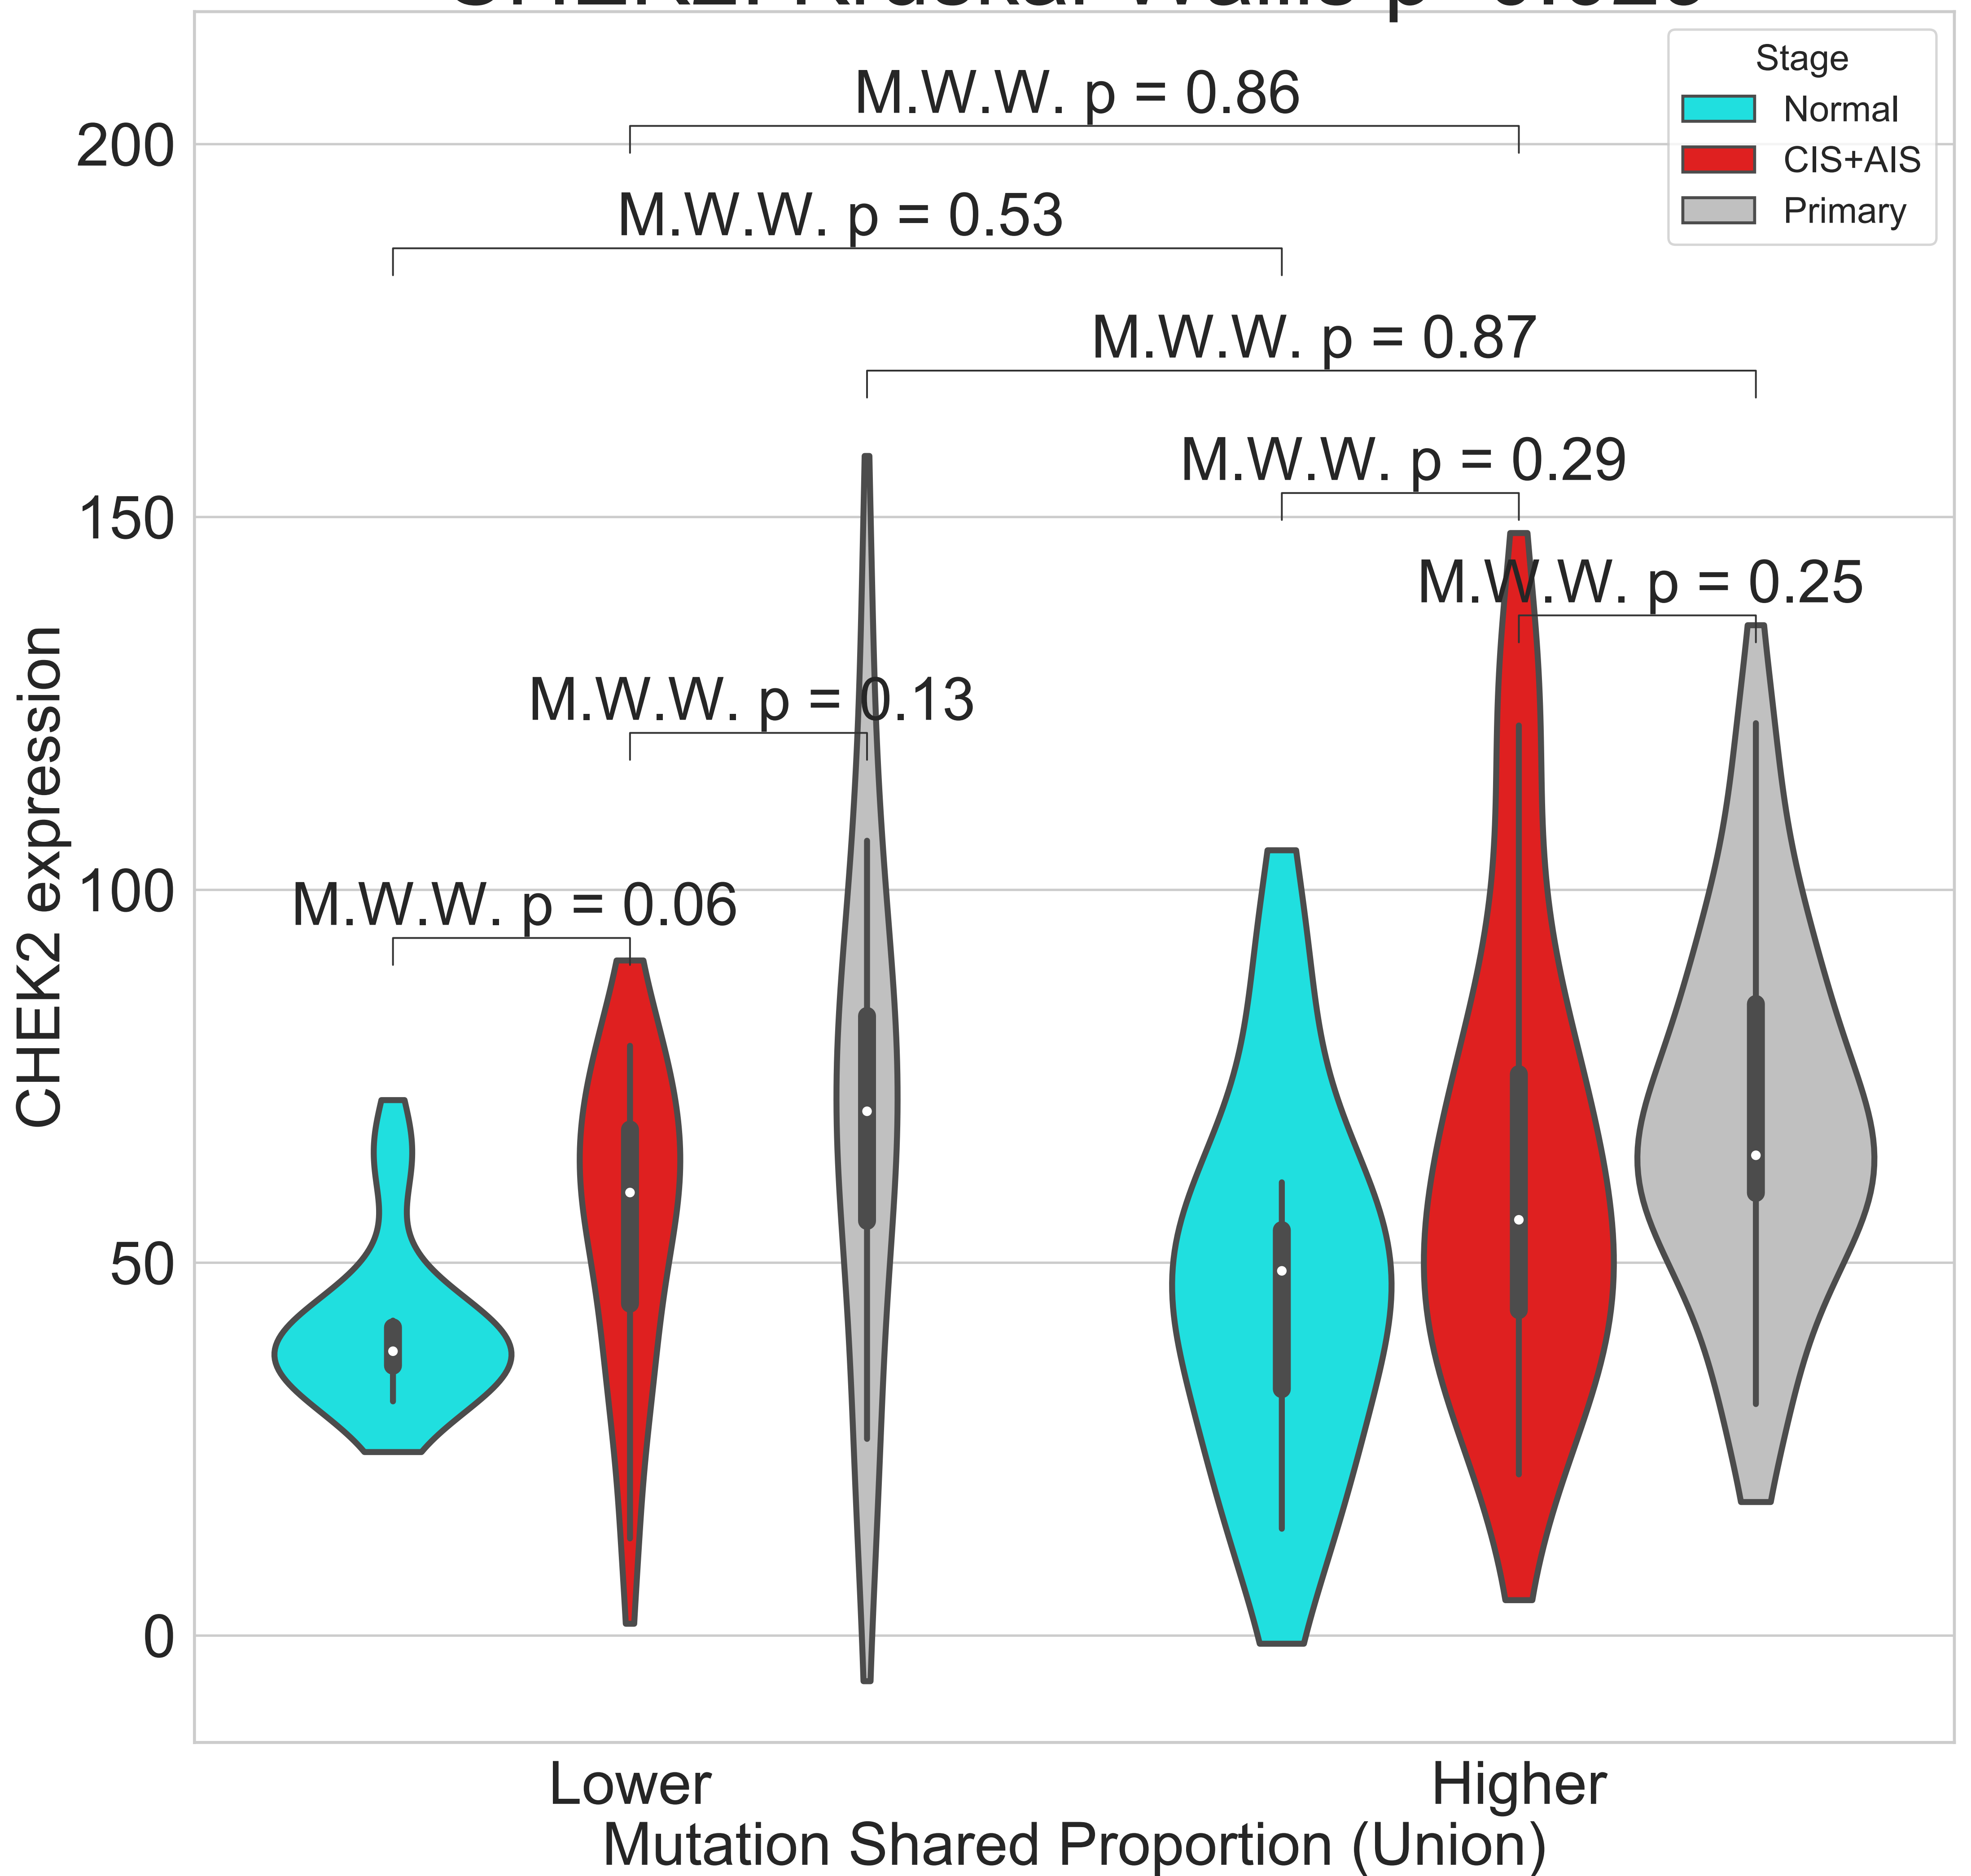 Stage
Normal
CIS+AIS
Primary
M.W.W. p = 0.86
M.W.W. p = 0.53
M.W.W. p = 0.87
M.W.W. p = 0.29
M.W.W. p = 0.25
M.W.W. p = 0.13
M.W.W. p = 0.06
200
150
100
50
0
CHEK2 expression
Lower
Higher
Mutation Shared Proportion (Union)